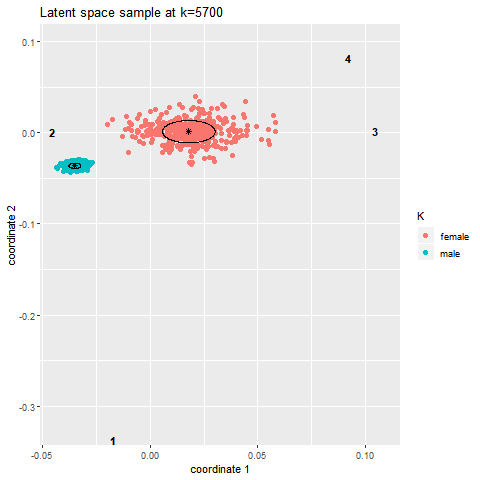 Latent space sample at k=5700
0.1
4
0.0
2
3
-0.1
-0.2
-0.3
1
-0.05
0.00
0.05
0.10
coordinate 1
coordinate 2
K
female
male